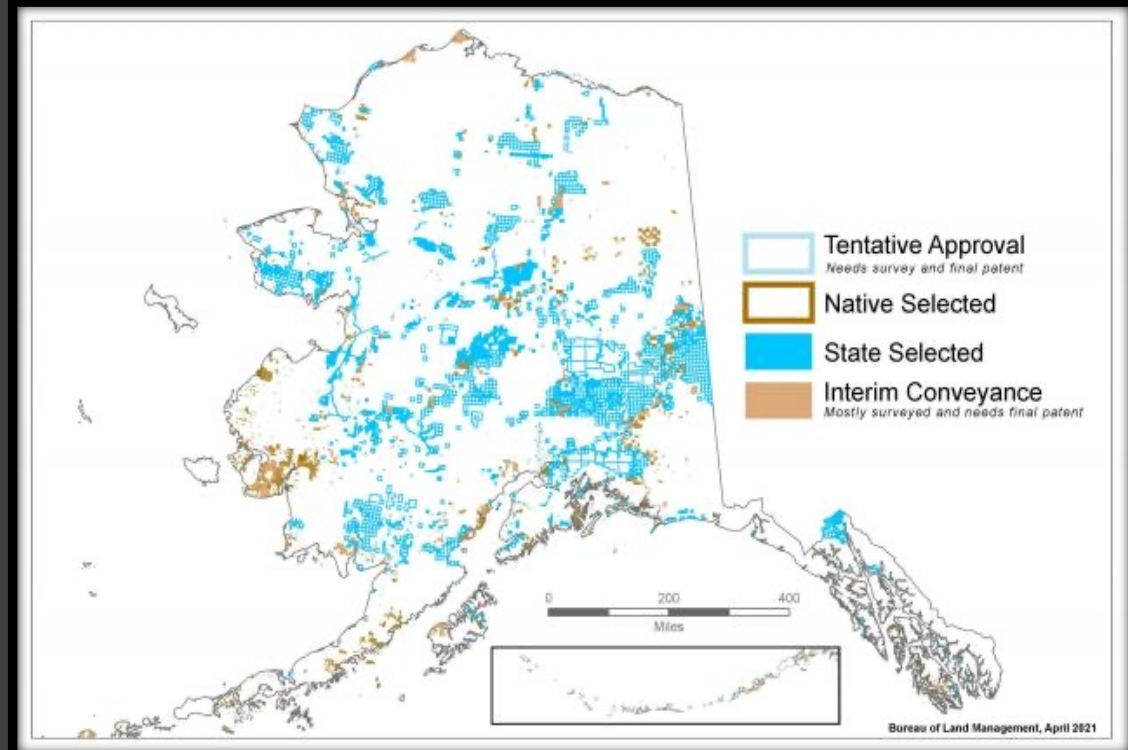 Tentative Approval
Needs survey and final patent
Native Selected
State Selected
Interim Conveyance
Mostly surveyed and needs final patent
0 200 400
Miles
Bureau of Land Management, April 2021